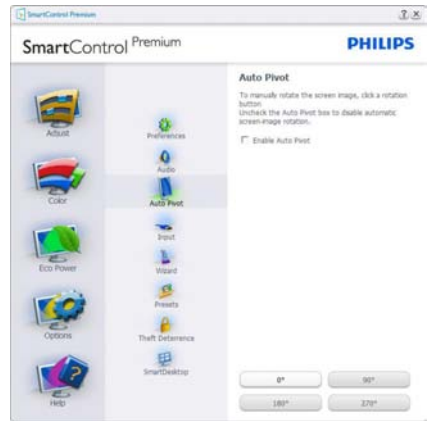 SmartControl Premium
SmartControl Premium
PHILIPS
Adjust
Color
Eco Power
Options
Help
Preferences
Audio
Auto Pivot
Input
Wizard
Presets
Theft Deterrence
SmartDesktop
Auto Pivot
To manually rotate the screen image, click a rotation
button
Uncheck the Auto Pivot box to disable automatic
screen-image rotation.
Enable Auto Pivot
0°
90°
180°
270°